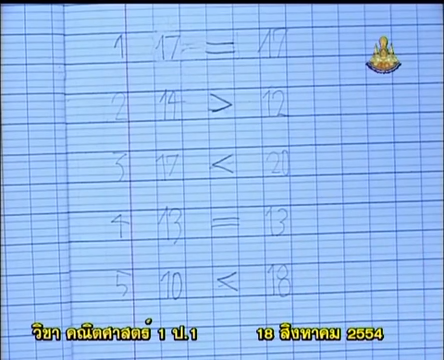 1 17 = 17
2 14 > 12
3 17 < 20
4 13 = 13
5 10 < 18
วิชา คณิตศาสตร์ 1 ป.1 18 สิงหาคม 2554